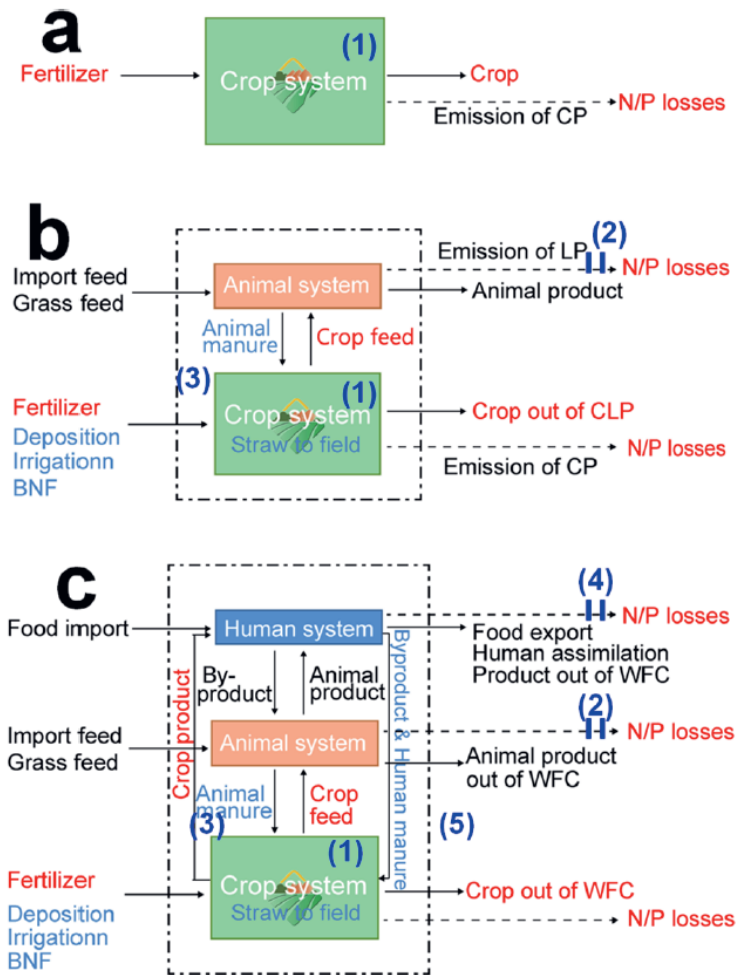 a
(1)
Fertilizer
Crop system
Crop
Emission of CP
N/P losses
b
Import feed
Grass feed
Animal system
Emission of LP
(2)
N/P losses
Animal product
Animal
manure
Crop feed
(3)
(1)
Fertilizer
Deposition
Irrigationn
BNF
Crop system
Straw to field
Crop out of CLP
N/P losses
Emission of CP
c
(4)
Food import
Human system
N/P losses
Food export
Human assimilation
Product out of WFC
By-
product
Animal
product
Crop product
Byproduct & Human manure
(2)
Import feed
Grass feed
Animal system
N/P losses
Animal product
out of WFC
Animal
manure
Crop
feed
(3)
(5)
(1)
Fertilizer
Deposition
Irrigationn
BNF
Crop system
Straw to field
Crop out of WFC
N/P losses